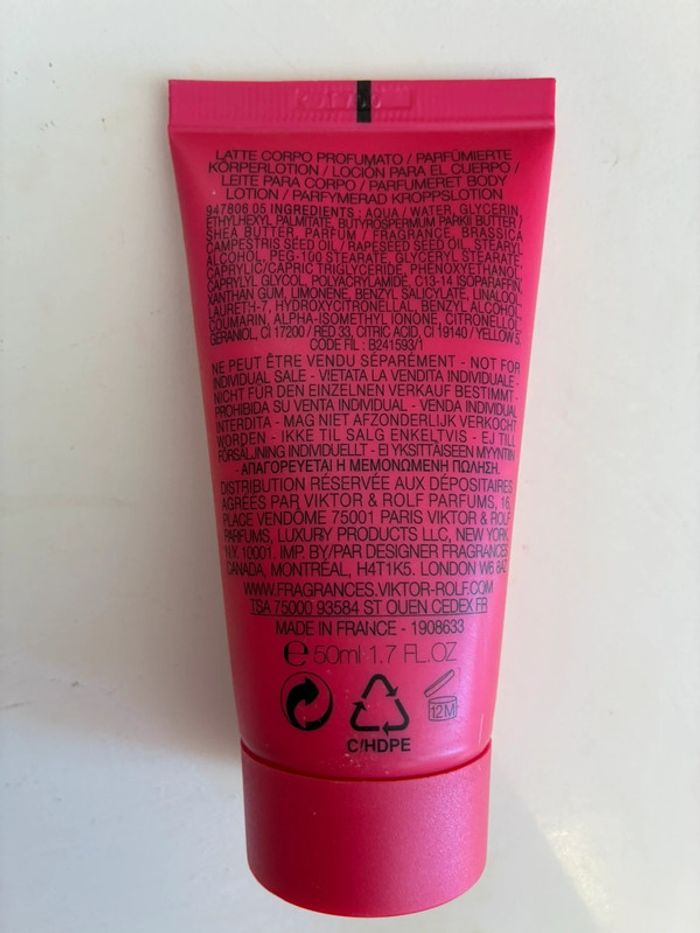 LATTE CORPO PROFUMATO / PARFÜMIERTE
KÖRPERLOTION / LOCIÓN PARA EL CUERPO /
LEITE PARA CORPO / PARFUMERET BODY
LOTION / PARFYMERAD KROPPSLOTION
947806 05 INGREDIENTS : AQUA / WATER, GLYCERIN,
ETHYLHEXYL PALMITATE, BUTYROSPERMUM PARKII BUTTER /
SHEA BUTTER, PARFUM / FRAGRANCE, BRASSICA
CAMPESTRIS SEED OIL / RAPESEED SEED OIL, STEARYL
ALCOHOL, PEG-100 STEARATE, GLYCERYL STEARATE,
CAPRYLIC/CAPRIC TRIGLYCERIDE, PHENOXYETHANOL,
CAPRYLYL GLYCOL, POLYACRYLAMIDE, C13-14 ISOPARAFFIN,
XANTHAN GUM, LIMONENE, BENZYL SALICYLATE, LINALOOL,
LAURETH-7, HYDROXYCITRONELLAL, BENZYL ALCOHOL,
COUMARIN, ALPHA-ISOMETHYL IONONE, CITRONELLOL,
GERANIOL, CI 17200 / RED 33, CITRIC ACID, CI 19140 / YELLOW 5.
CODE FIL : B241593/1
NE PEUT ÊTRE VENDU SÉPARÉMENT - NOT FOR
INDIVIDUAL SALE - VIETATA LA VENDITA INDIVIDUALE -
NICHT FÜR DEN EINZELNEN VERKAUF BESTIMMT -
PROHIBIDA SU VENTA INDIVIDUAL - VENDA INDIVIDUAL
INTERDITA - MAG NIET AFZONDERLIJK VERKOCHT
WORDEN - IKKE TIL SALG ENKELTVIS - EJ TILL
FÖRSÄLJNING INDIVIDUELLT - EI YKSITTÄISEEN MYYNTIIN
- ΑΠΑΓΟΡΕΥΕΤΑΙ Η ΜΕΜΟΝΩΜΕΝΗ ΠΩΛΗΣΗ.
DISTRIBUTION RÉSERVÉE AUX DÉPOSITAIRES
AGRÉÉS PAR VIKTOR & ROLF PARFUMS, 16,
PLACE VENDÔME 75001 PARIS VIKTOR & ROLF
PARFUMS, LUXURY PRODUCTS LLC, NEW YORK,
N.Y. 10001. IMP. BY/PAR DESIGNER FRAGRANCES
CANADA, MONTRÉAL, H4T1K5. LONDON W6 8AZ
WWW.FRAGRANCES.VIKTOR-ROLF.COM
TSA 75000 93584 ST OUEN CEDEX FR
MADE IN FRANCE - 1908633
e 50ml 1.7 FL.OZ
12M
C/HDPE